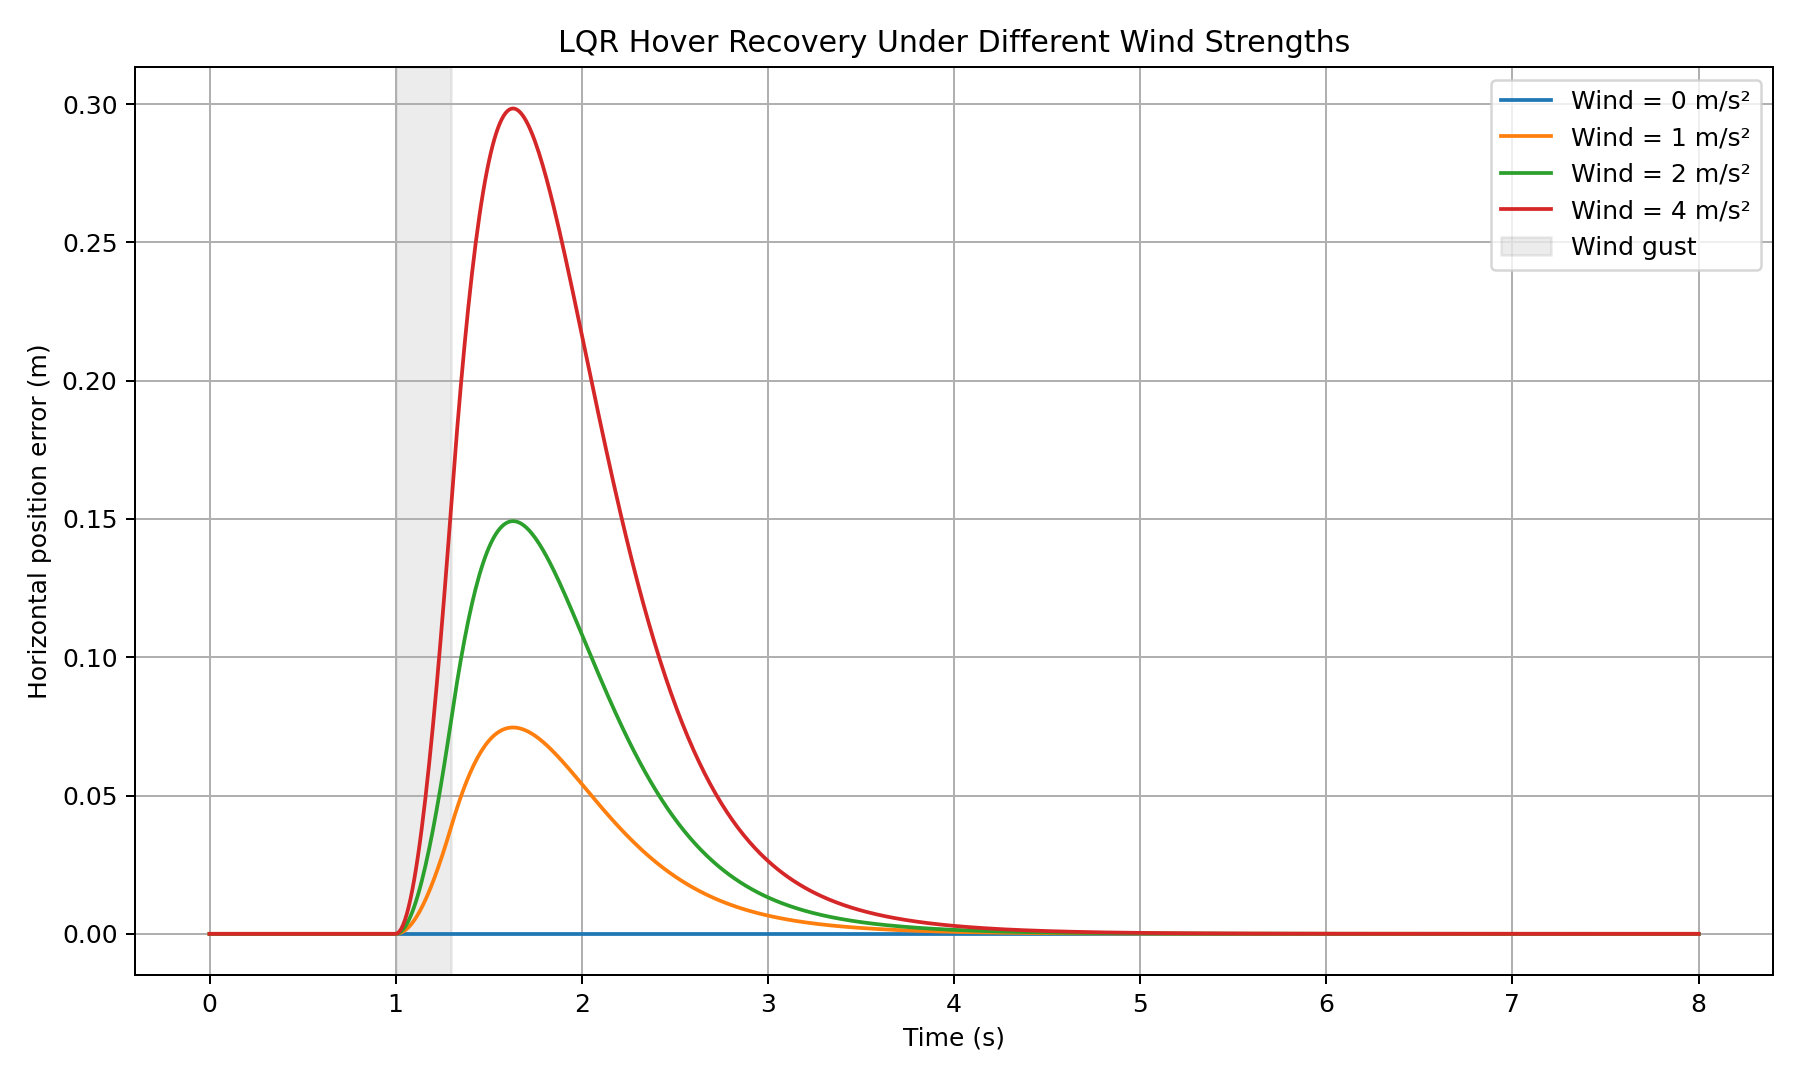 LQR Hover Recovery Under Different Wind Strengths
Wind = 0 m/s²
Wind = 1 m/s²
Wind = 2 m/s²
Wind = 4 m/s²
Wind gust
Horizontal position error (m)
0.30
0.25
0.20
0.15
0.10
0.05
0.00
0 1 2 3 4 5 6 7 8
Time (s)